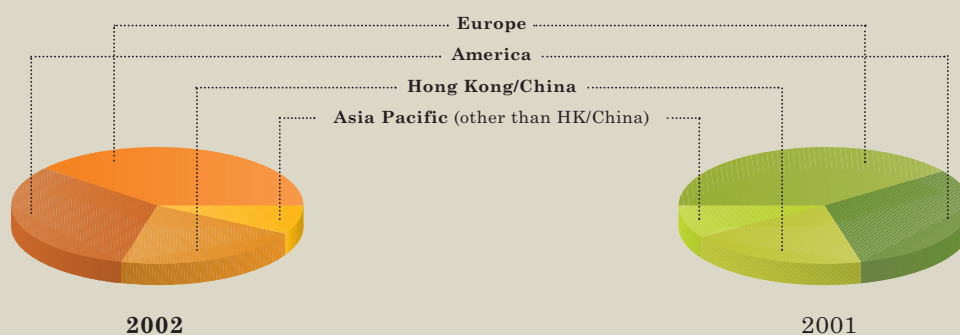 Europe
America
Hong Kong/China
Asia Pacific (other than HK/China)
2002
2001